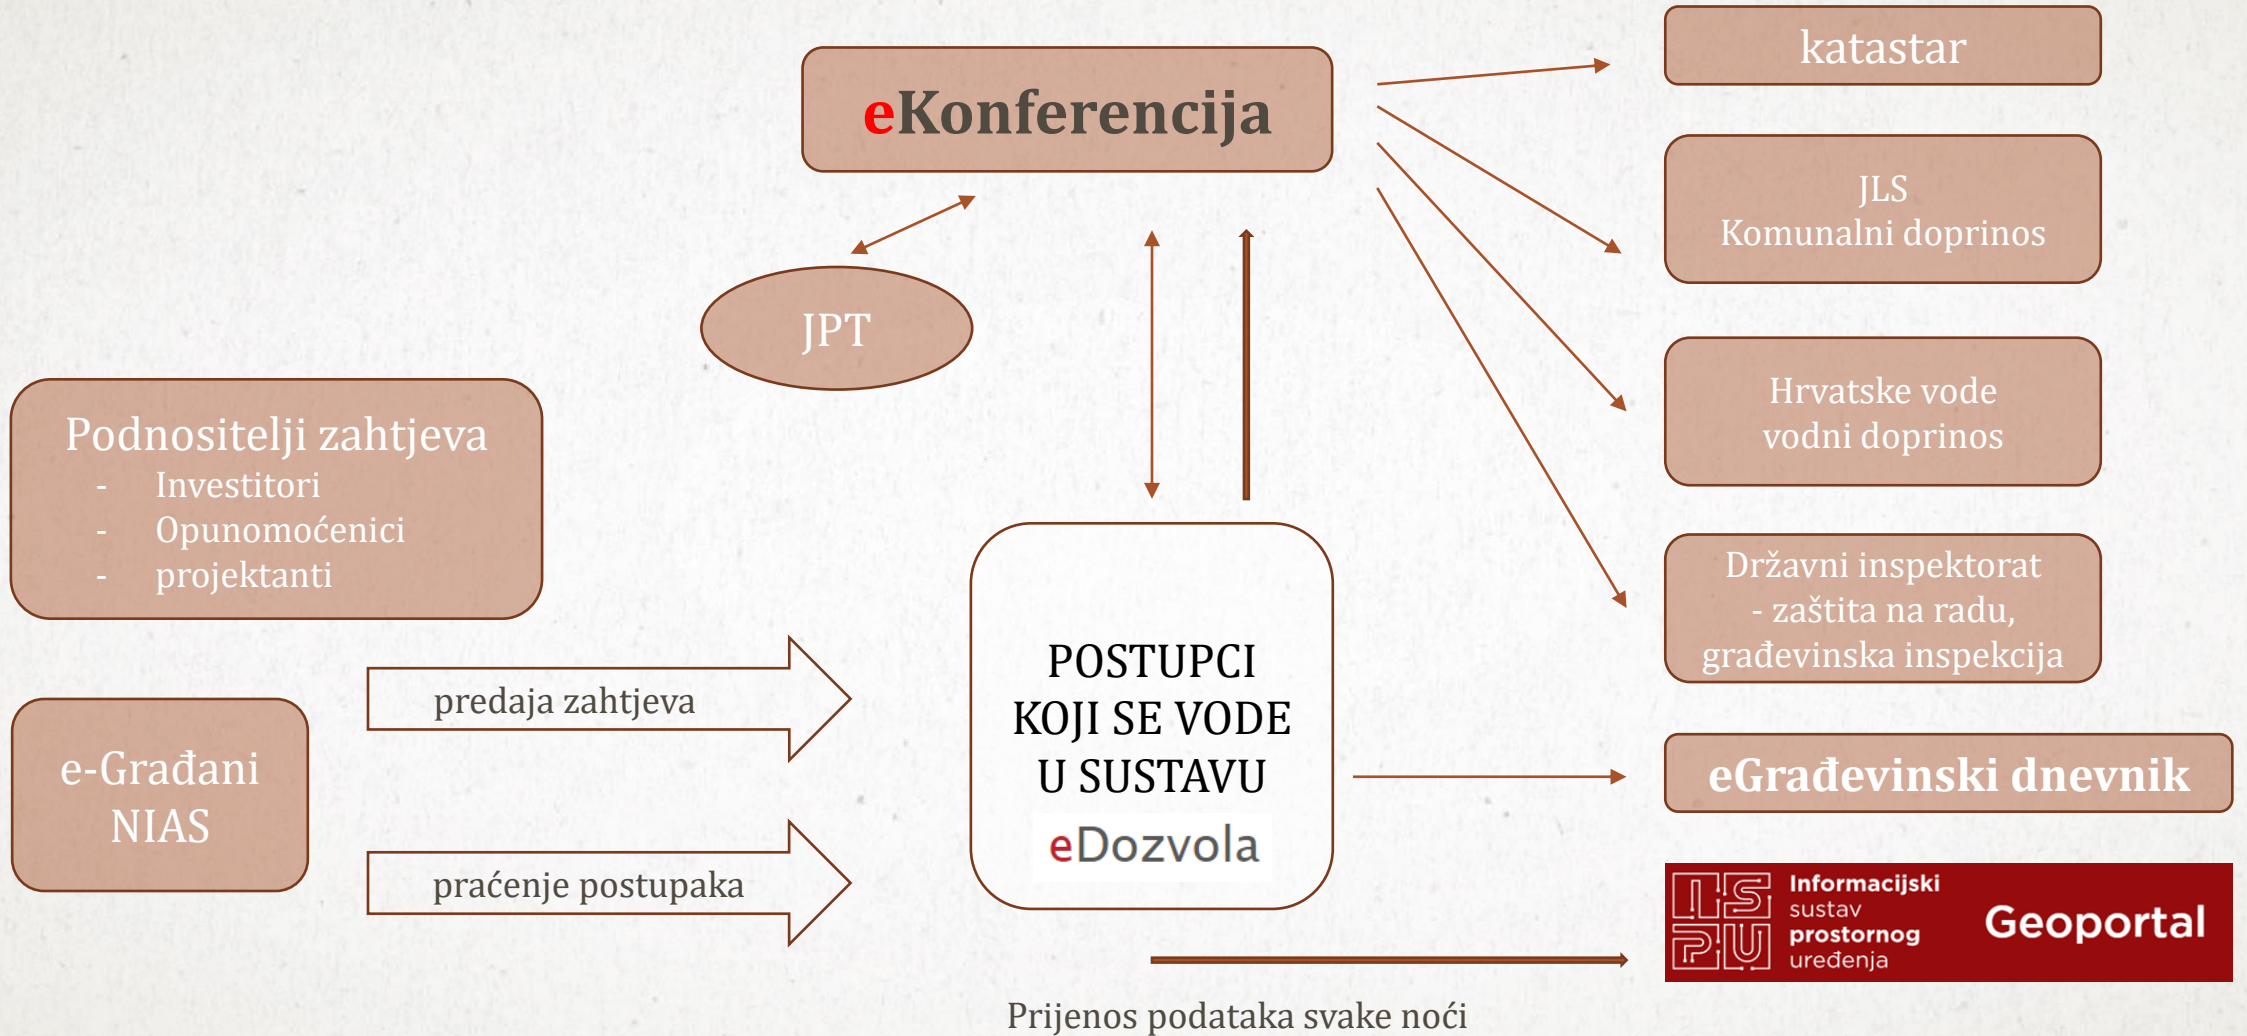 eKonferencija
JPT
Podnositelji zahtjeva
- Investitori
- Opunomoćenici
- projektanti
e-Građani
NIAS
predaja zahtjeva
praćenje postupaka
POSTUPCI
KOJI SE VODE
U SUSTAVU
eDozvola
katastar
JLS
Komunalni doprinos
Hrvatske vode
vodni doprinos
Državni inspektorat
- zaštita na radu,
građevinska inspekcija
eGrađevinski dnevnik
ISPU
Informacijski
sustav
prostornog
uređenja
Geoportal
Prijenos podataka svake noći